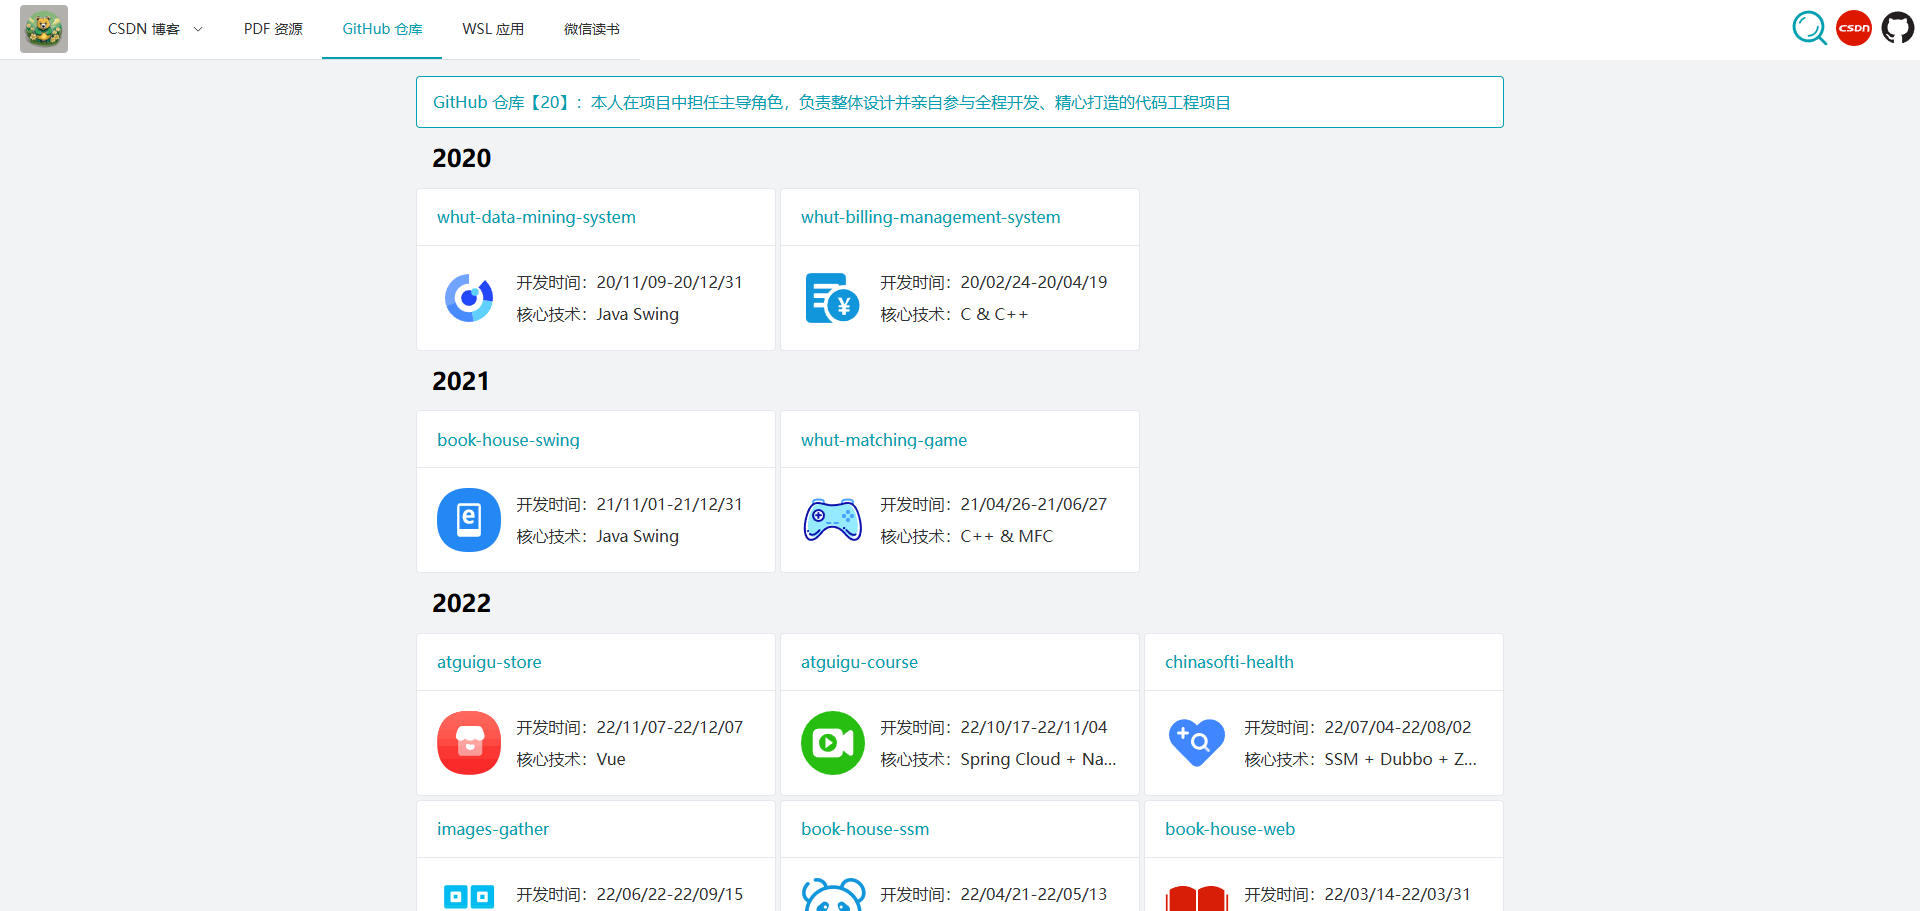 CSDN 博客
PDF 资源
GitHub 仓库
WSL 应用
微信读书
CSDN
GitHub 仓库【20】：本人在项目中担任主导角色，负责整体设计并亲自参与全程开发、精心打造的代码工程项目
2020
whut-data-mining-system
开发时间：20/11/09-20/12/31
核心技术：Java Swing
whut-billing-management-system
开发时间：20/02/24-20/04/19
核心技术：C & C++
2021
book-house-swing
开发时间：21/11/01-21/12/31
核心技术：Java Swing
whut-matching-game
开发时间：21/04/26-21/06/27
核心技术：C++ & MFC
2022
atguigu-store
开发时间：22/11/07-22/12/07
核心技术：Vue
atguigu-course
开发时间：22/10/17-22/11/04
核心技术：Spring Cloud + Na...
chinasofti-health
开发时间：22/07/04-22/08/02
核心技术：SSM + Dubbo + Z...
images-gather
开发时间：22/06/22-22/09/15
book-house-ssm
开发时间：22/04/21-22/05/13
book-house-web
开发时间：22/03/14-22/03/31